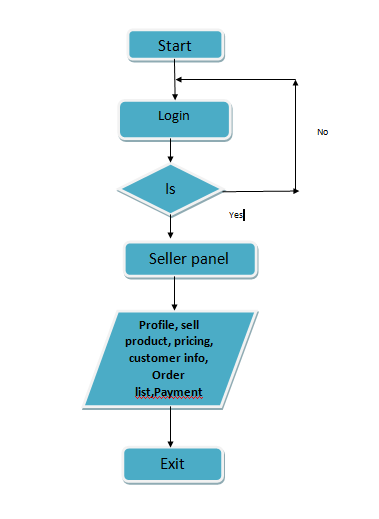 Start
Login
No
Is
Yes
Seller panel
Profile, sell
product, pricing,
customer info,
Order
list,Payment
Exit